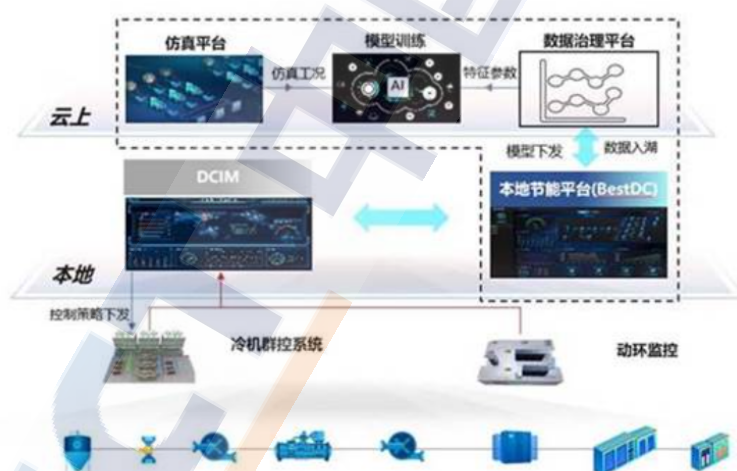 仿真平台
模型训练
数据治理平台
仿真工况
AI
特征参数
云上
模型下发
数据入湖
DCIM
本地节能平台(BestDC)
本地
控制策略下发
冷机群控系统
动环监控